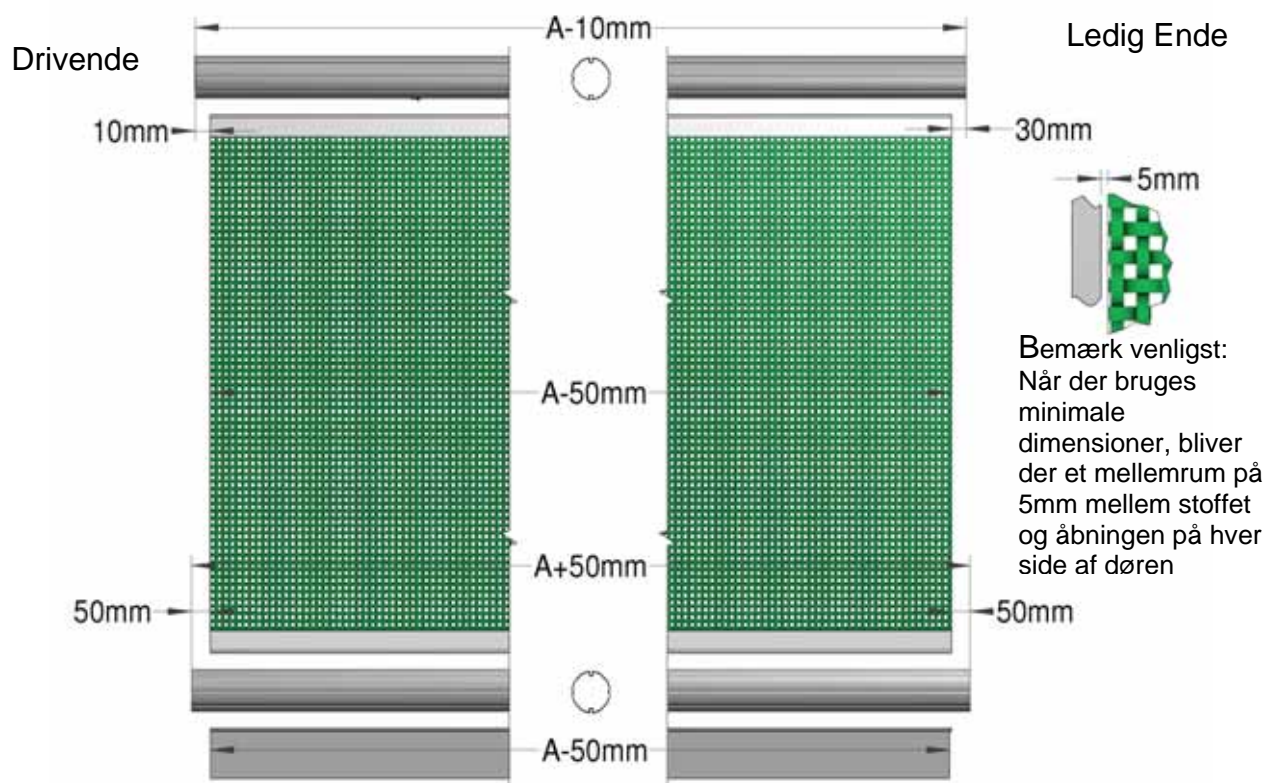 A-10mm
Drivende
Ledig Ende
10mm
30mm
5mm
Bemærk venligst:
Når der bruges
minimale
dimensioner, bliver
der et mellemrum på
5mm mellem stoffet
og åbningen på hver
side af døren
A-50mm
A+50mm
50mm
50mm
A-50mm